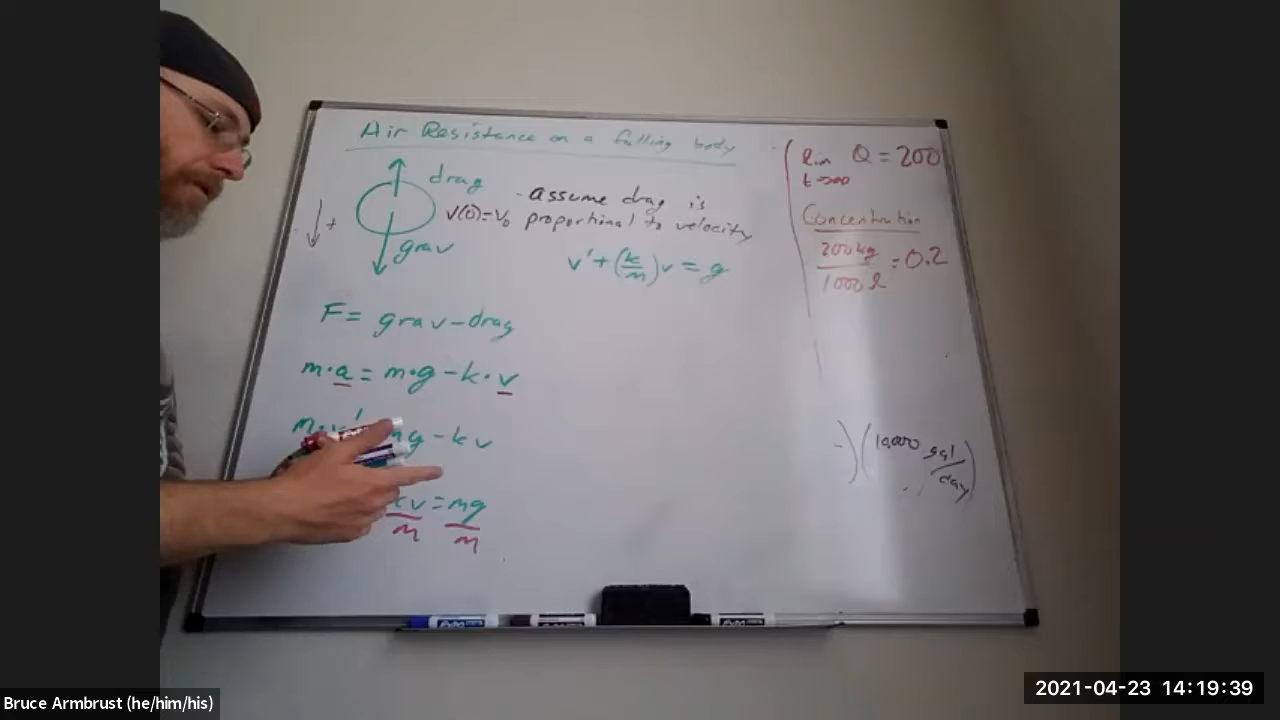 Air Resistance on a falling body
drag
- assume drag is
v(0)=v₀ proportional to velocity
+
grav
v' + (k/m)v = g
F = grav - drag
m·a = m·g - k·v
mg - kv
v = mg
m m
lim Q = 200
t→∞
Concentration
200 kg
1000 l
= 0.2
-)(10,000 gal/day)
Bruce Armbrust (he/him/his)
2021-04-23 14:19:39